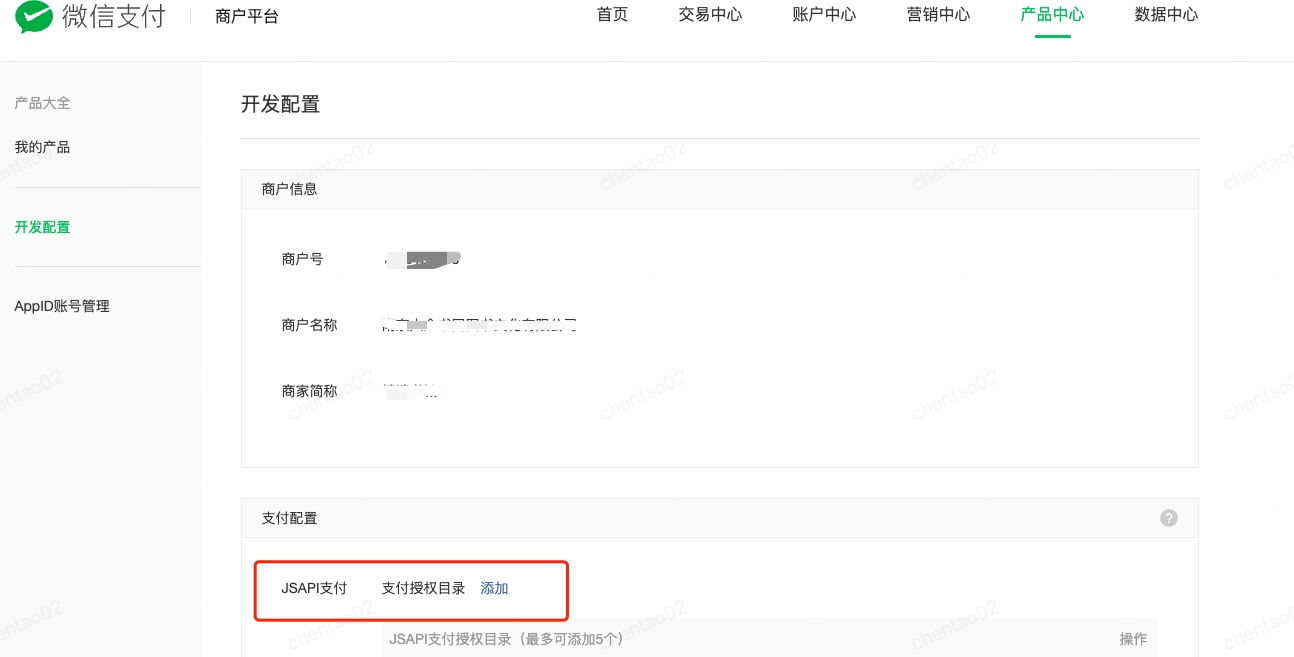 微信支付 商户平台 首页 交易中心 账户中心 营销中心 产品中心 数据中心
产品大全
我的产品
开发配置
AppID账号管理
开发配置
商户信息
商户号
商户名称
商家简称
支付配置 ?
JSAPI支付 支付授权目录 添加
JSAPI支付授权目录（最多可添加5个） 操作
chentao02